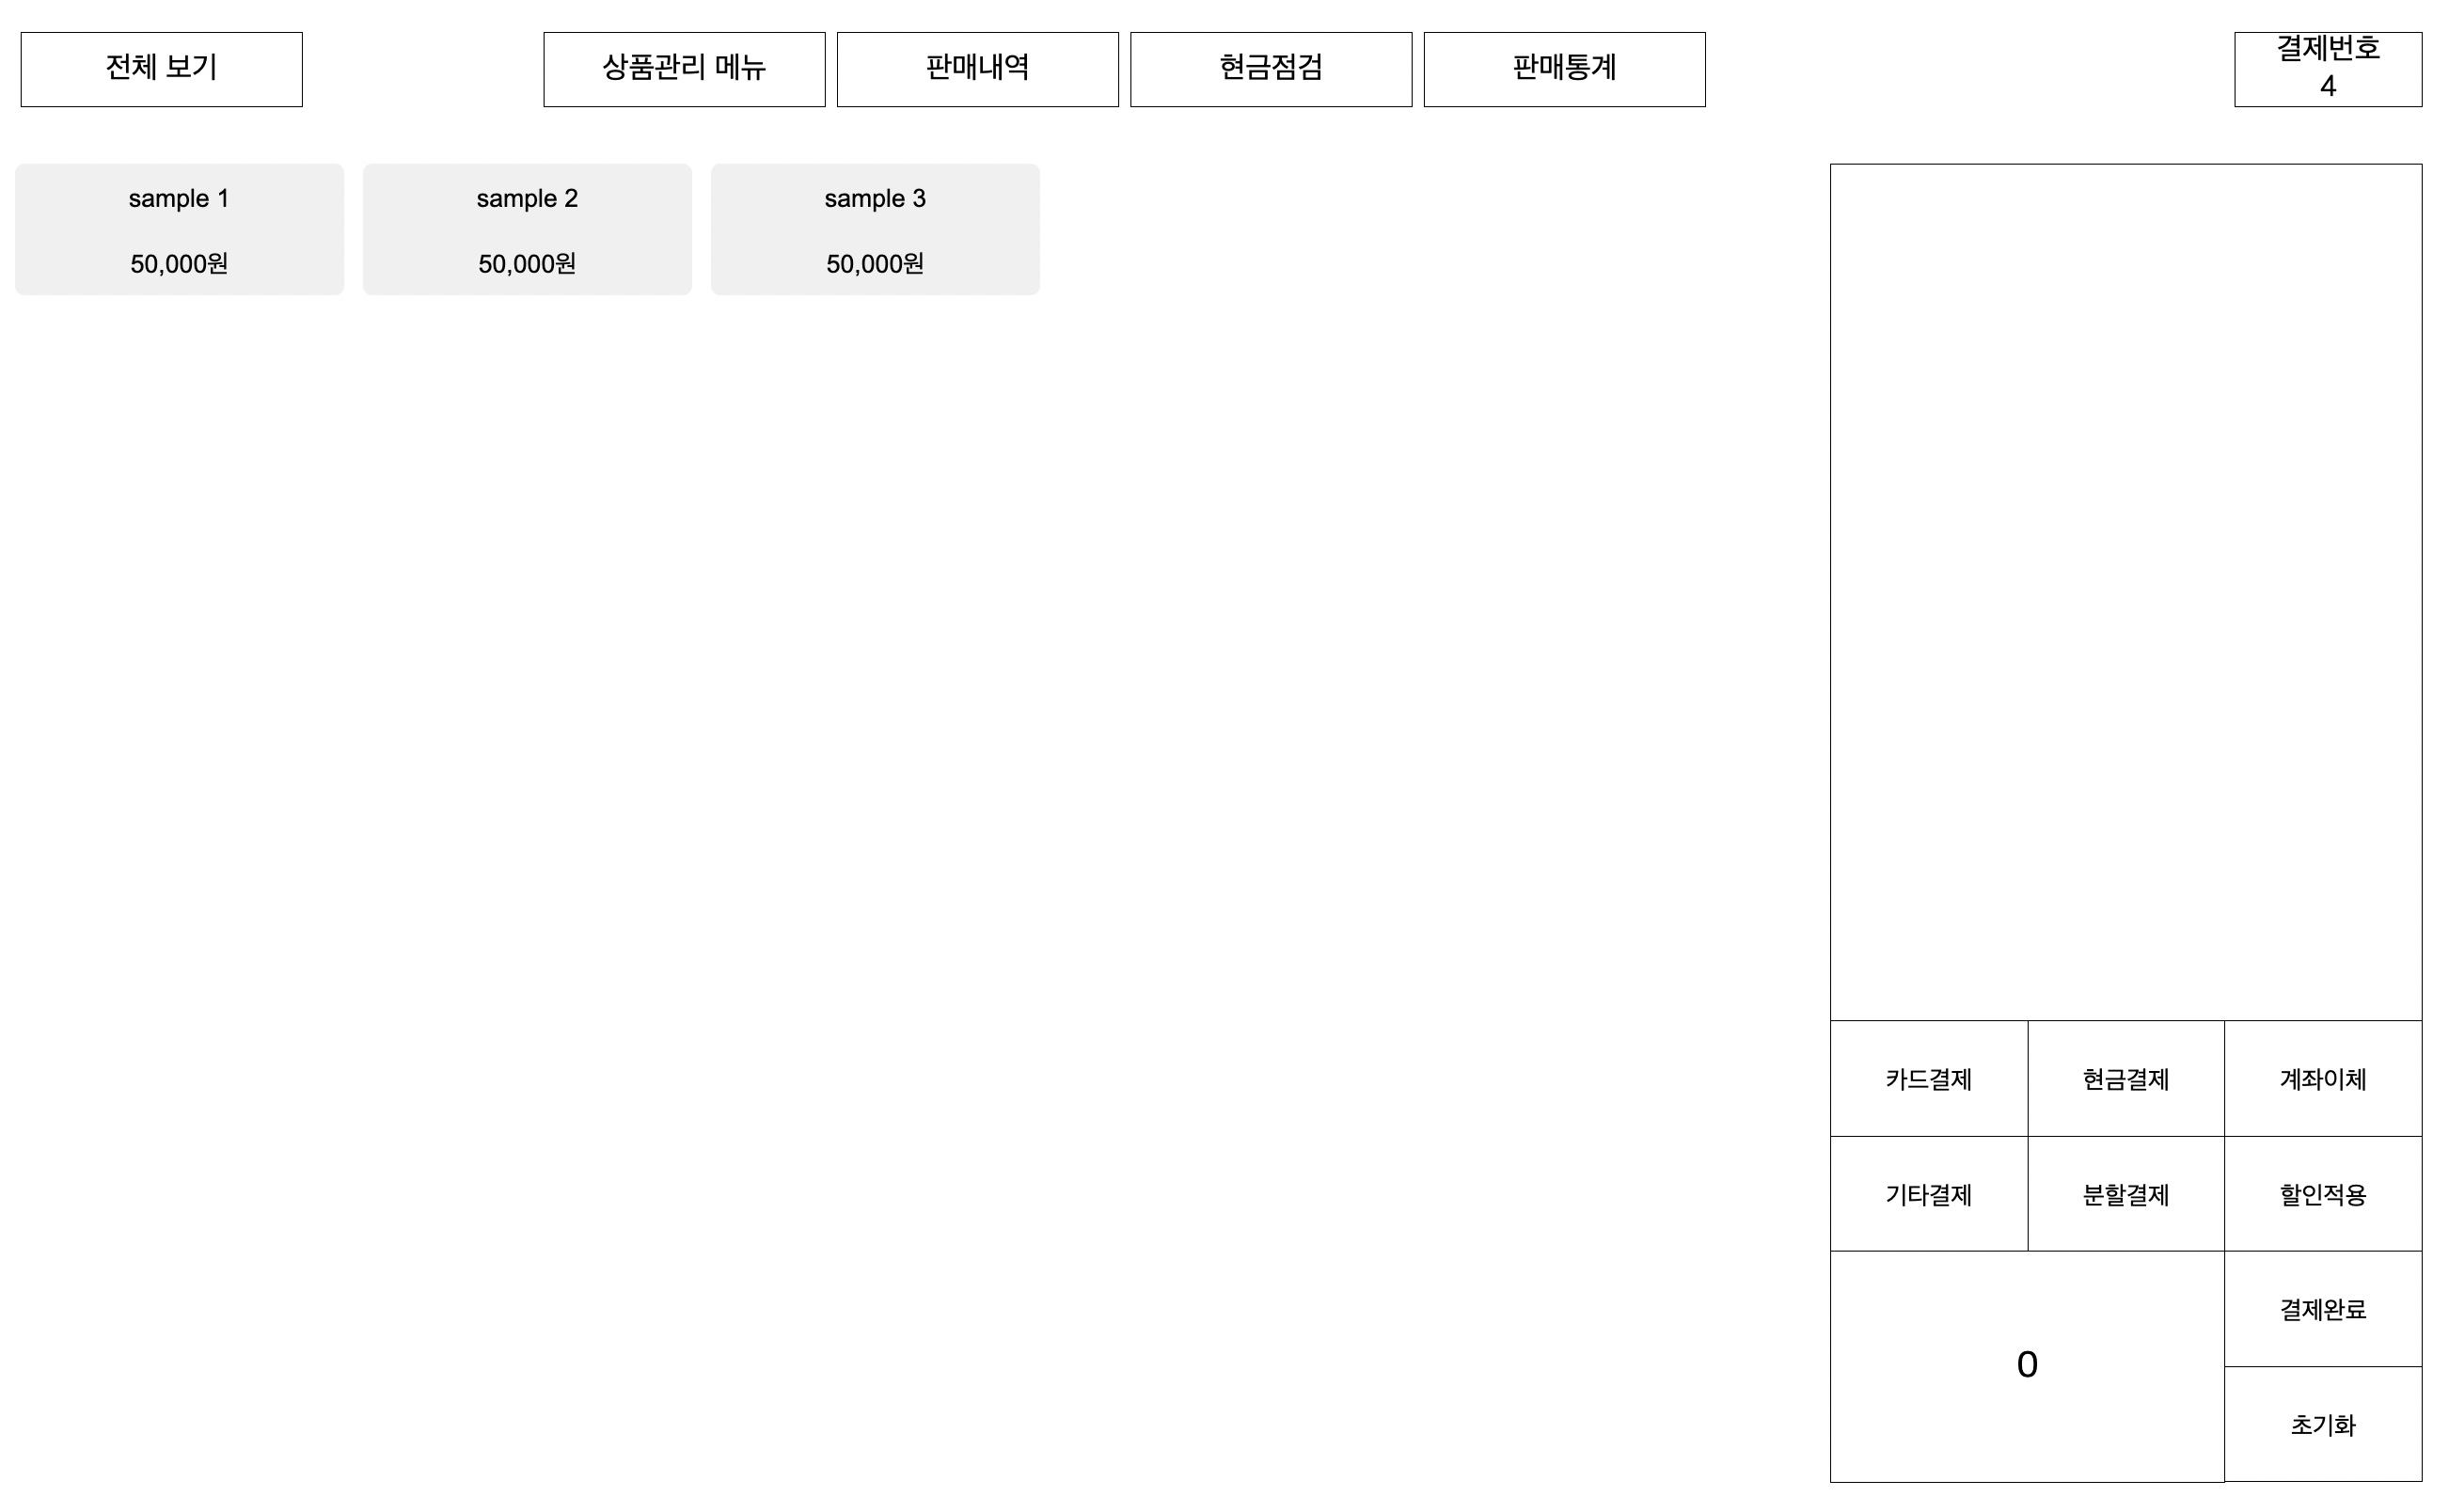 전체 보기
상품관리 메뉴
판매내역
현금점검
판매통계
결제번호
4
sample 1
50,000원
sample 2
50,000원
sample 3
50,000원
카드결제
현금결제
계좌이체
기타결제
분할결제
할인적용
0
결제완료
초기화